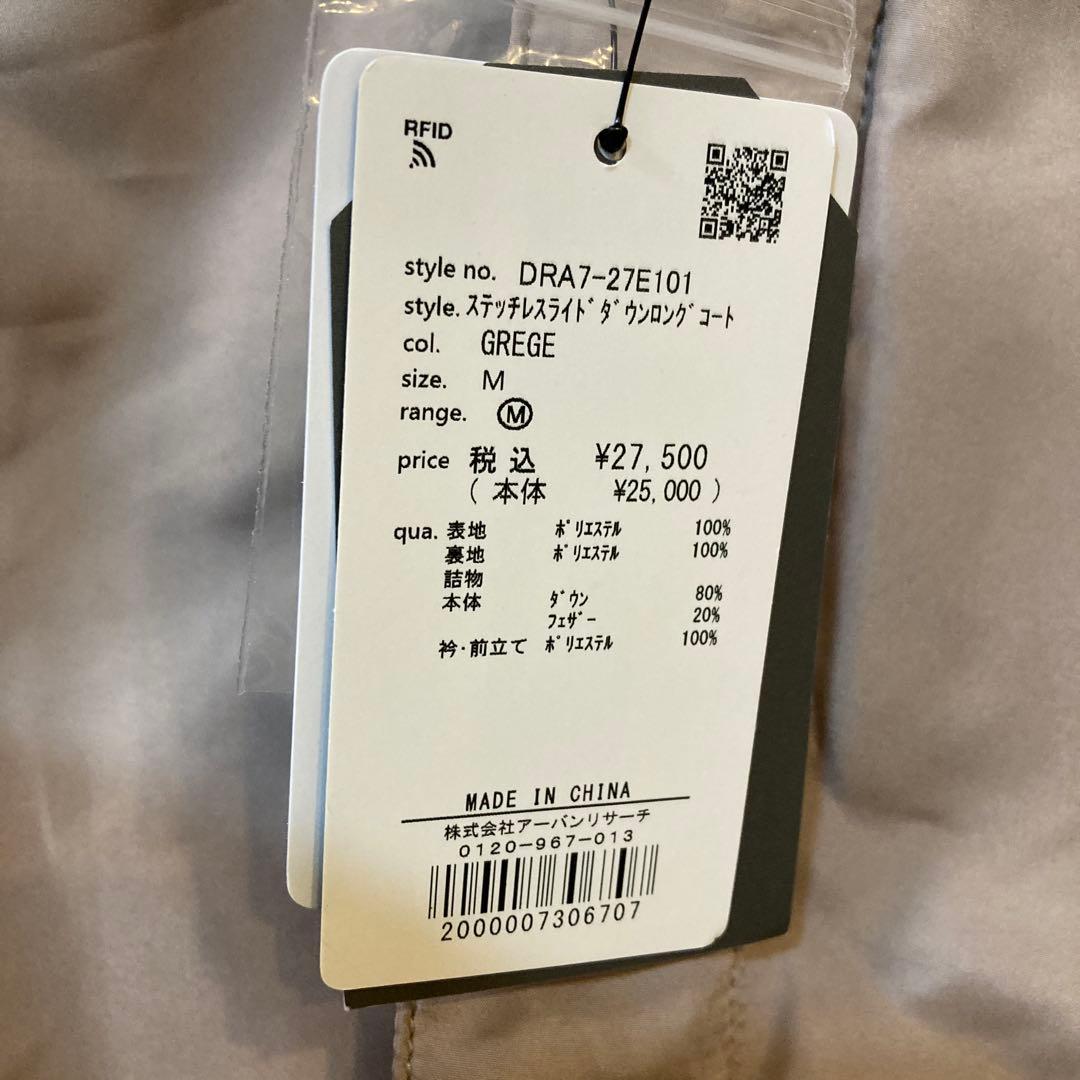 RFID
style no. DRA7-27E101
style. ｽﾃｯﾁﾚｽﾗｲﾄﾞﾀﾞｳﾝﾛﾝｸﾞｺｰﾄ
col. GREGE
size. M
range. Ⓜ
price 税込 ¥27,500
( 本体 ¥25,000 )
qua. 表地 ﾎﾟﾘｴｽﾃﾙ 100%
裏地 ﾎﾟﾘｴｽﾃﾙ 100%
詰物
本体 ﾀﾞｳﾝ 80%
ﾌｪｻﾞｰ 20%
衿・前立て ﾎﾟﾘｴｽﾃﾙ 100%
MADE IN CHINA
株式会社アーバンリサーチ
0120-967-013
2000007306707